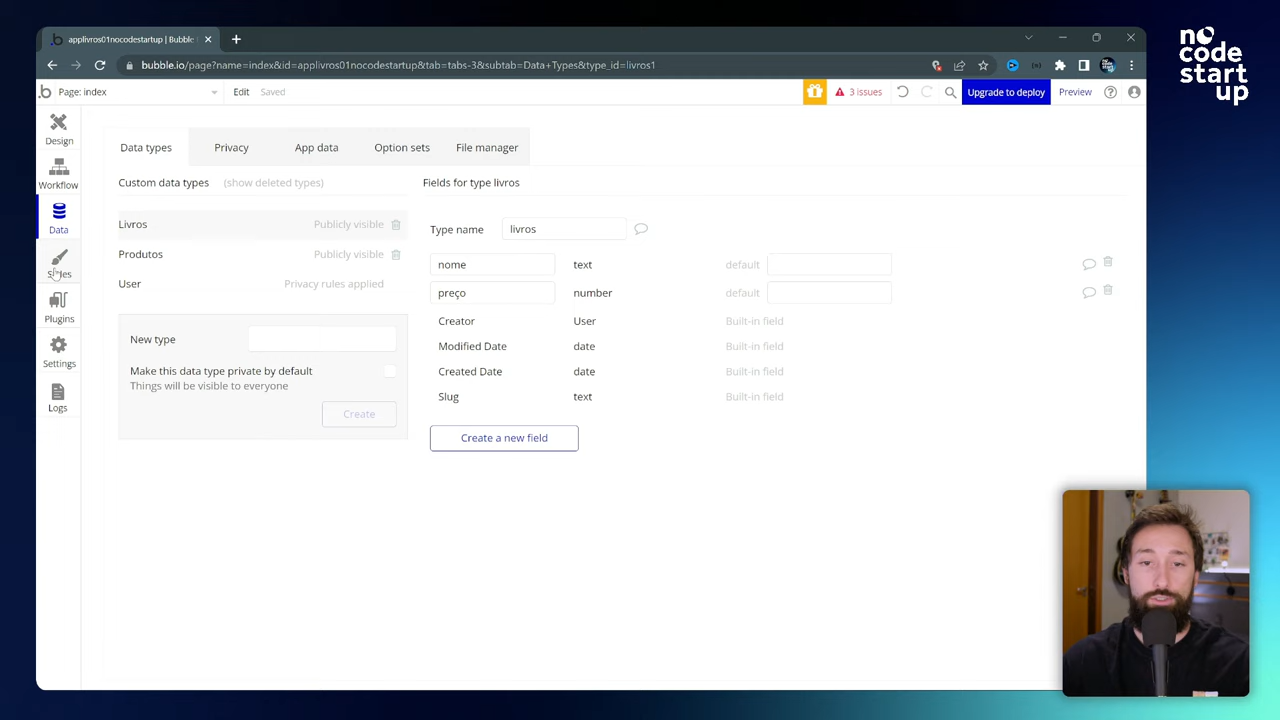 no
code
start
up
applivros01nocodestartup | Bubble
bubble.io/page?name=index&id=applivros01nocodestartup&tab=tabs-3&subtab=Data+Types&type_id=livros1
Page: index
Edit
Saved
3 issues
Upgrade to deploy
Preview
Design
Workflow
Data
Styles
Plugins
Settings
Logs
Data types
Privacy
App data
Option sets
File manager
Custom data types
(show deleted types)
Livros
Publicly visible
Produtos
Publicly visible
User
Privacy rules applied
New type
Make this data type private by default
Things will be visible to everyone
Create
Fields for type livros
Type name
livros
nome
text
default
preço
number
default
Creator
User
Built-in field
Modified Date
date
Built-in field
Created Date
date
Built-in field
Slug
text
Built-in field
Create a new field